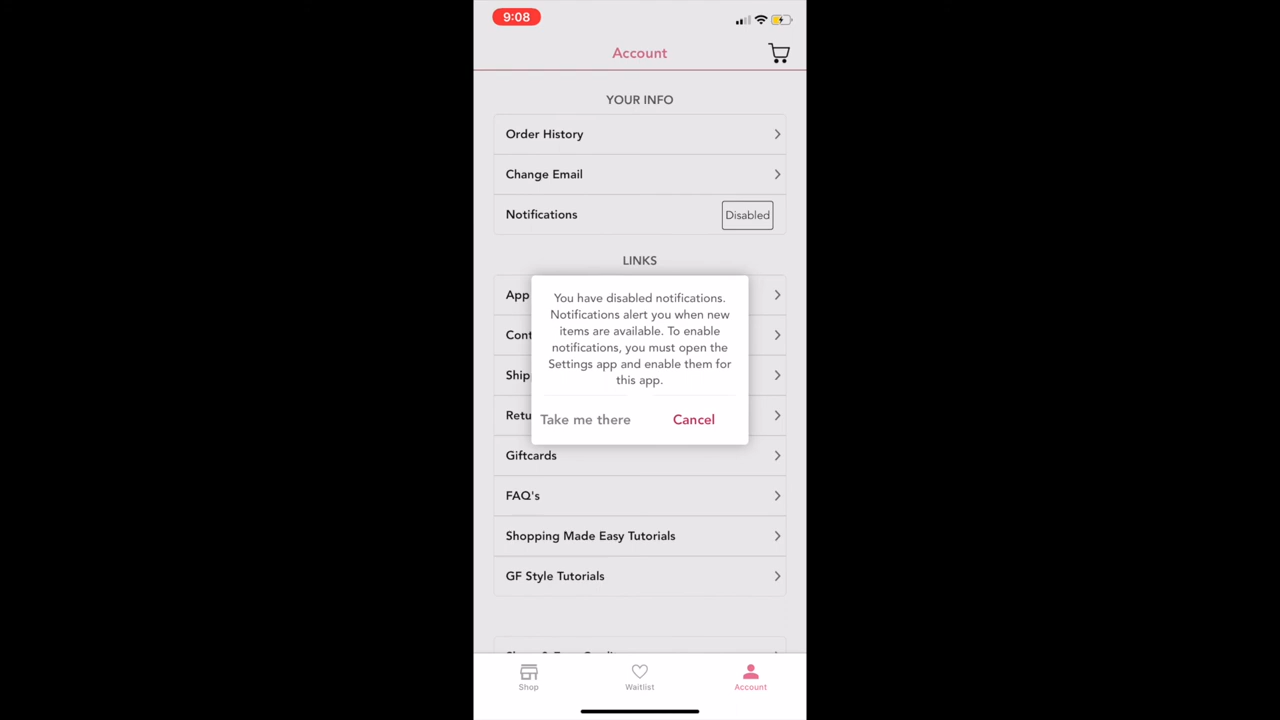 9:08
Account
YOUR INFO
Order History
Change Email
Notifications Disabled
LINKS
App
Cont
Ship
Retu
You have disabled notifications.
Notifications alert you when new
items are available. To enable
notifications, you must open the
Settings app and enable them for
this app.
Take me there Cancel
Giftcards
FAQ's
Shopping Made Easy Tutorials
GF Style Tutorials
Shop Waitlist Account